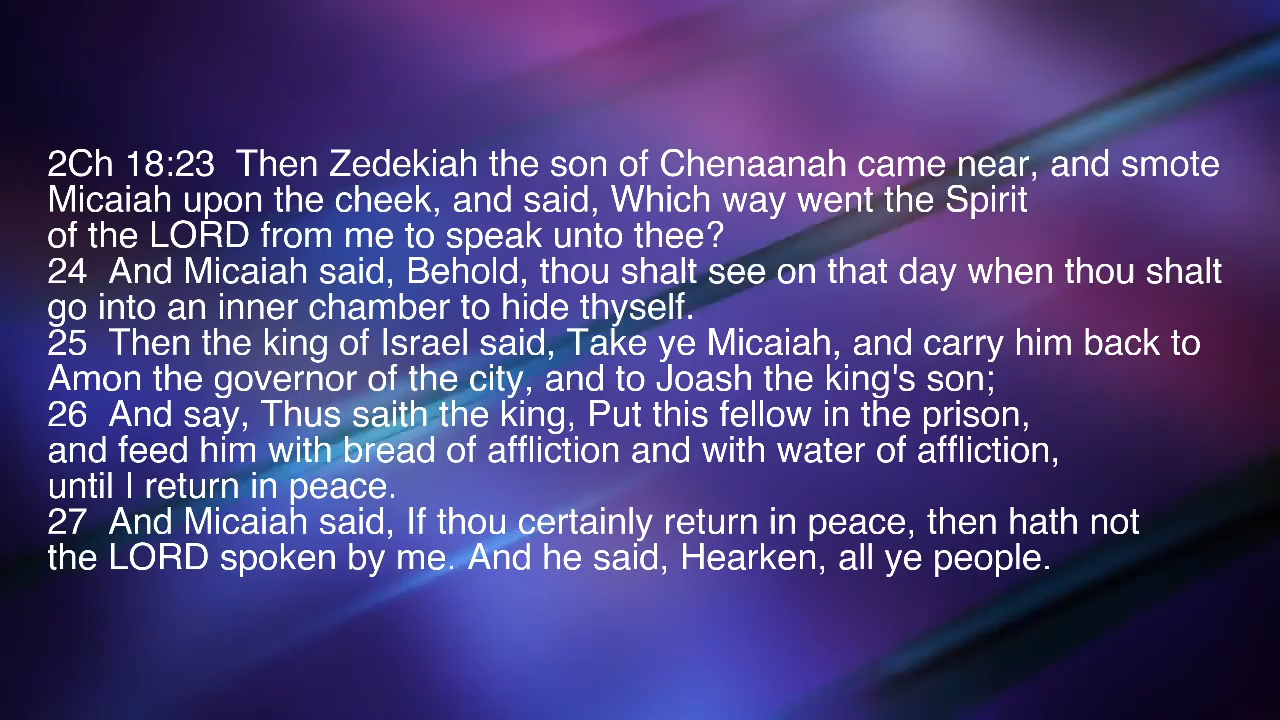 2Ch 18:23  Then Zedekiah the son of Chenaanah came near, and smote
Micaiah upon the cheek, and said, Which way went the Spirit
of the LORD from me to speak unto thee?
24  And Micaiah said, Behold, thou shalt see on that day when thou shalt
go into an inner chamber to hide thyself.
25  Then the king of Israel said, Take ye Micaiah, and carry him back to
Amon the governor of the city, and to Joash the king's son;
26  And say, Thus saith the king, Put this fellow in the prison,
and feed him with bread of affliction and with water of affliction,
until I return in peace.
27  And Micaiah said, If thou certainly return in peace, then hath not
the LORD spoken by me. And he said, Hearken, all ye people.